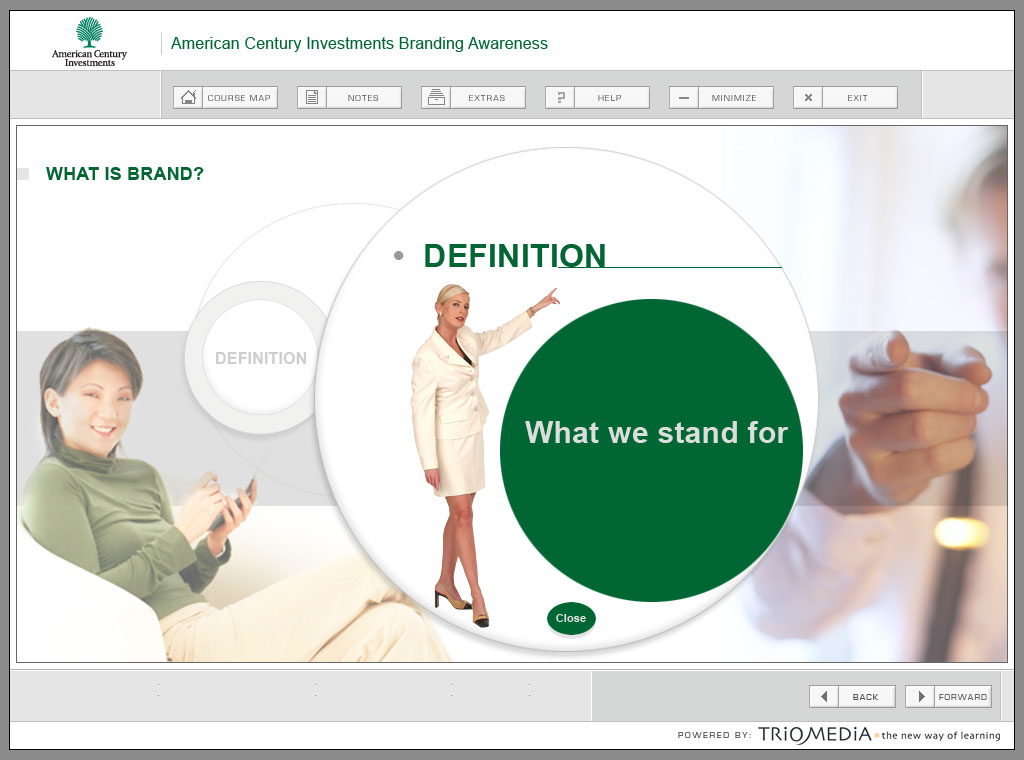 American Century
Investments
American Century Investments Branding Awareness
COURSE MAP
NOTES
EXTRAS
HELP
MINIMIZE
EXIT
WHAT IS BRAND?
• DEFINITION
DEFINITION
What we stand for
Close
BACK
FORWARD
POWERED BY: TRIOMEDIA the new way of learning